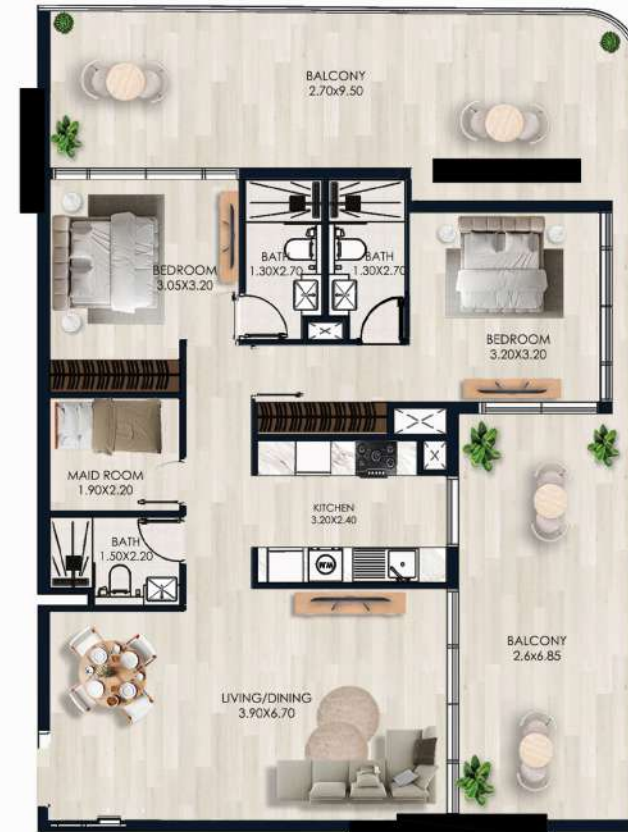 BALCONY
2.70x9.50
BATH
1.30X2.70
BATH
1.30X2.70
BEDROOM
3.05X3.20
BEDROOM
3.20X3.20
MAID ROOM
1.90X2.20
KITCHEN
3.20X2.40
BATH
1.50X2.20
W.M
BALCONY
2.6x6.85
LIVING/DINING
3.90X6.70